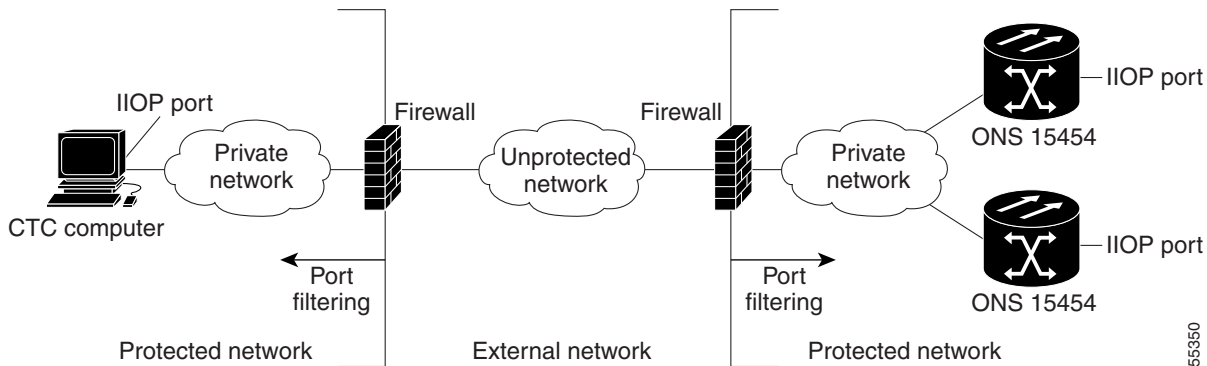 IIOP port
Firewall
Firewall
IIOP port
Private
network
Unprotected
network
Private
network
ONS 15454
CTC computer
IIOP port
Port
filtering
Port
filtering
ONS 15454
Protected network
External network
Protected network
55350